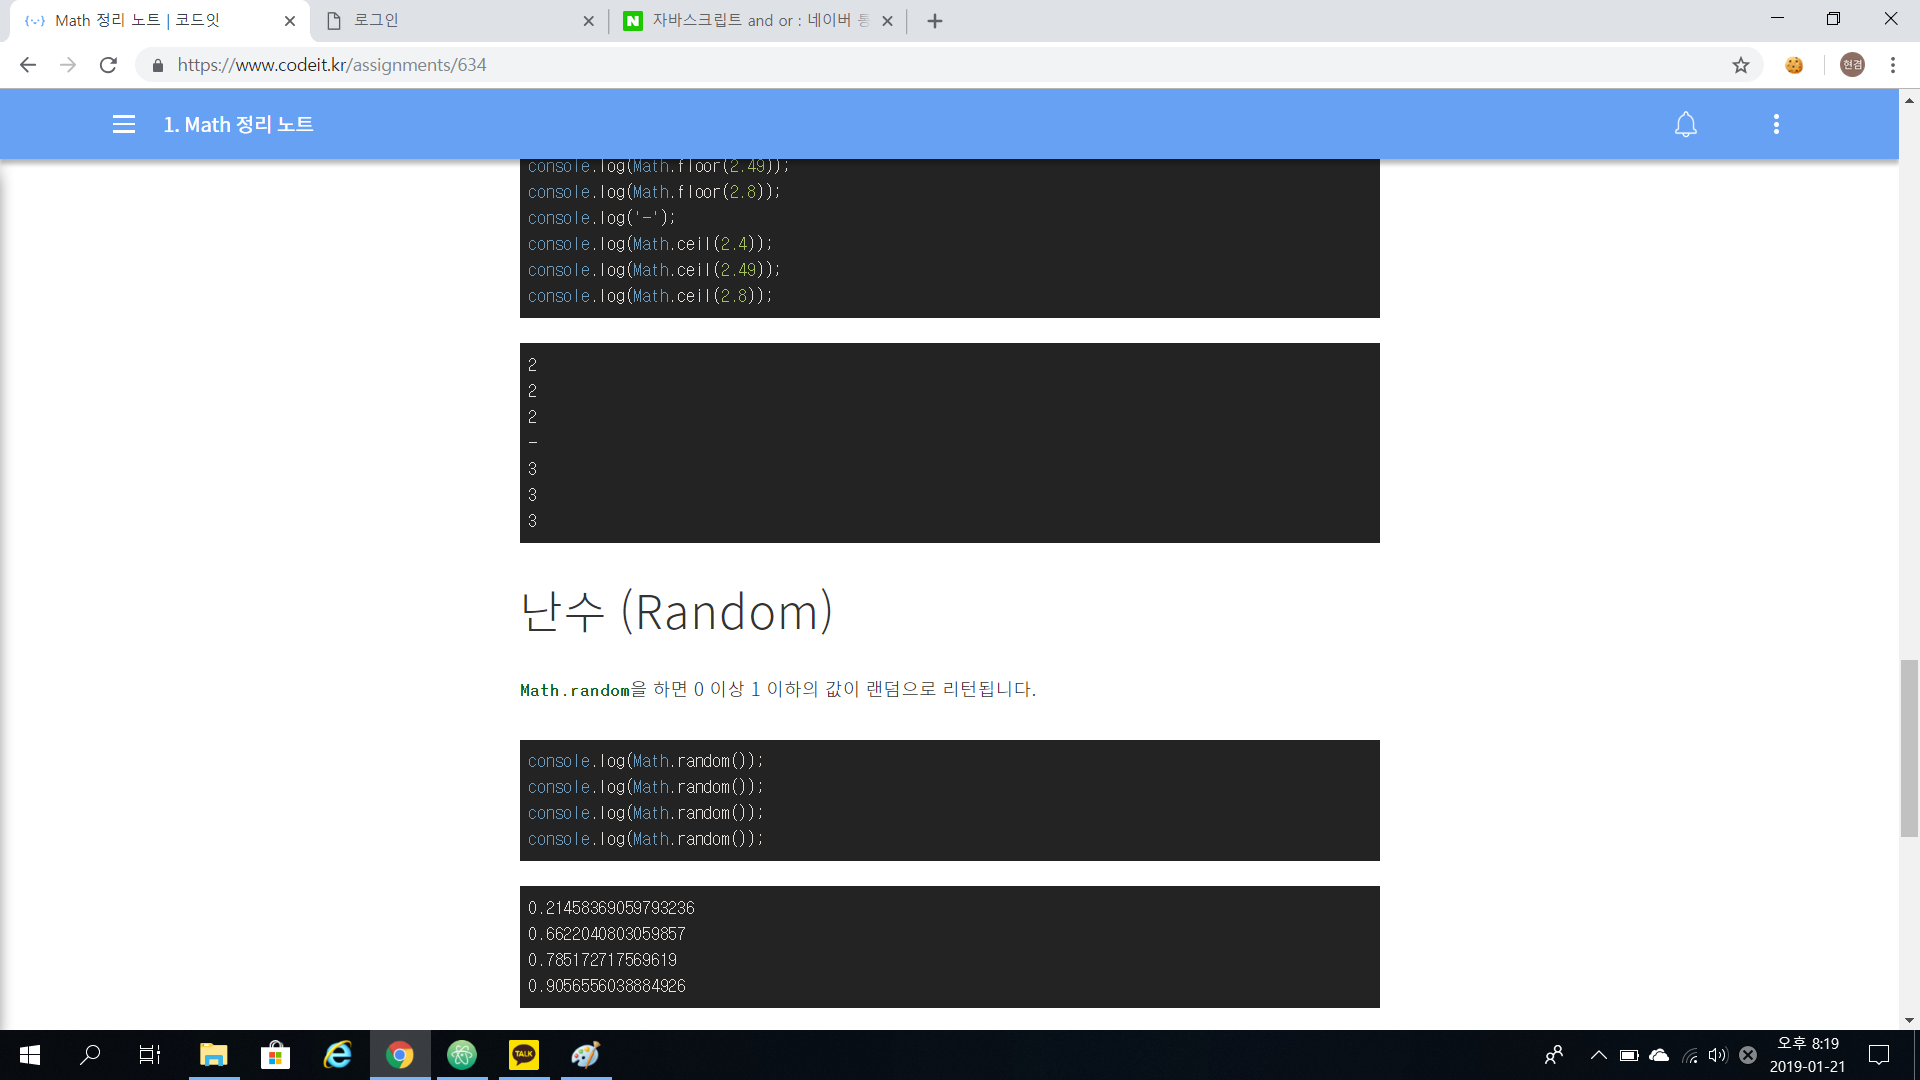 Math 정리 노트 | 코드잇
로그인
자바스크립트 and or : 네이버 통
https://www.codeit.kr/assignments/634
현겸
1. Math 정리 노트
console.log(Math.floor(2.49));
console.log(Math.floor(2.8));
console.log('-');
console.log(Math.ceil(2.4));
console.log(Math.ceil(2.49));
console.log(Math.ceil(2.8));
2
2
2
-
3
3
3
난수 (Random)
Math.random을 하면 0 이상 1 이하의 값이 랜덤으로 리턴됩니다.
console.log(Math.random());
console.log(Math.random());
console.log(Math.random());
console.log(Math.random());
0.21458369059793236
0.6622040803059857
0.785172717569619
0.9056556038884926
TALK
오후 8:19
2019-01-21